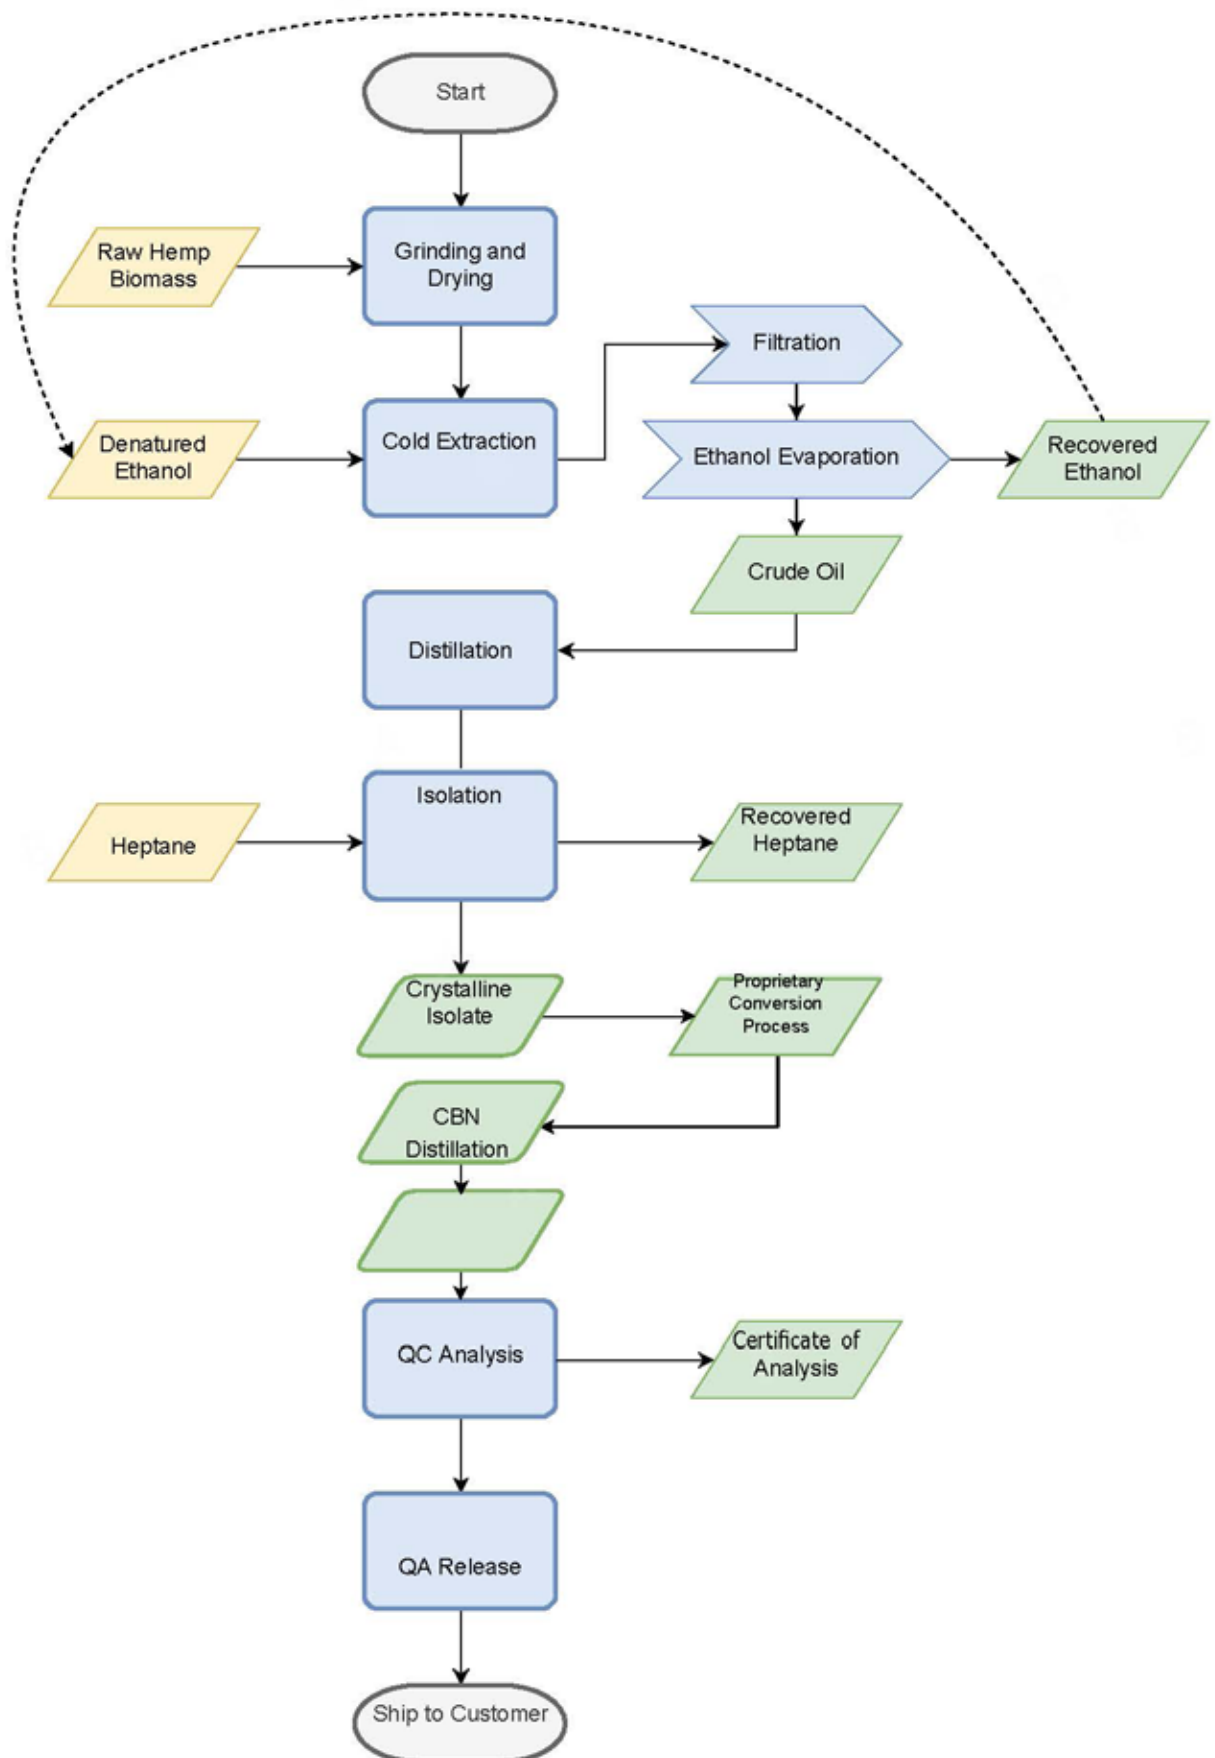 Start
Raw Hemp
Biomass
Grinding and
Drying
Filtration
Denatured
Ethanol
Cold Extraction
Ethanol Evaporation
Recovered
Ethanol
Crude Oil
Distillation
Isolation
Heptane
Recovered
Heptane
Crystalline
Isolate
Proprietary
Conversion
Process
CBN
Distillation
QC Analysis
Certificate of
Analysis
QA Release
Ship to Customer